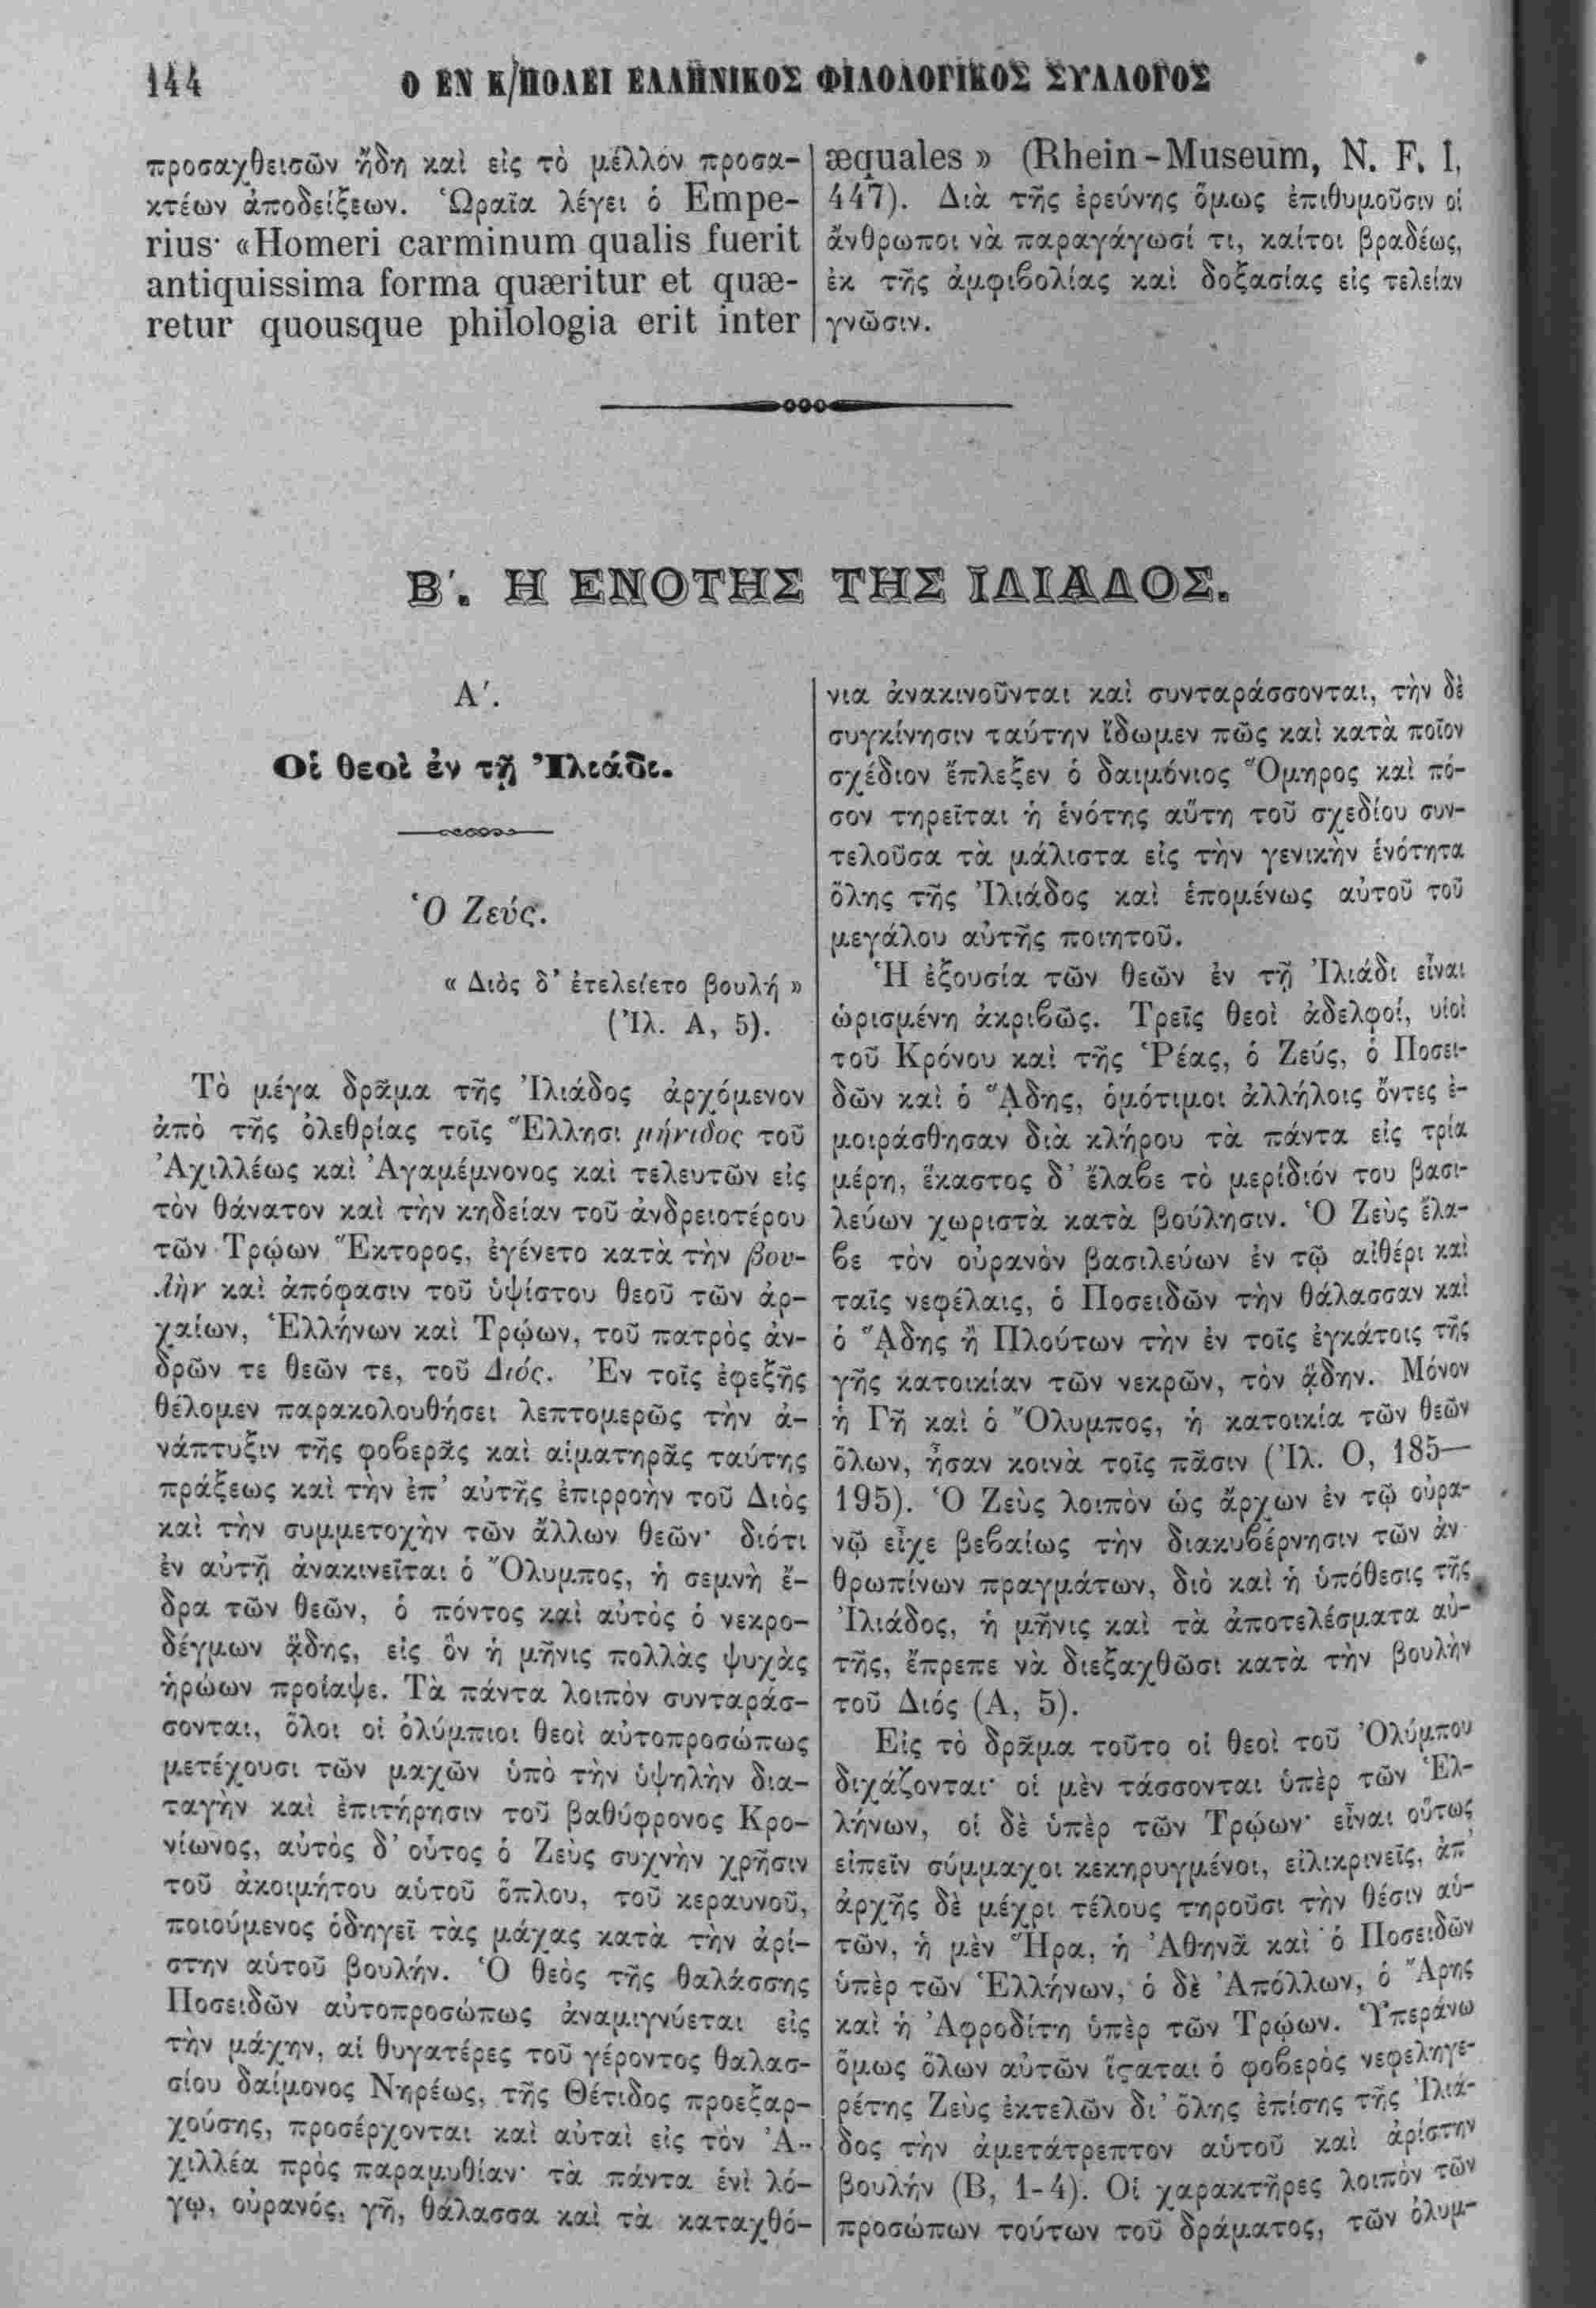 144
Ο ΕΝ Κ/ΠΟΛΕΙ ΕΛΛΗΝΙΚΟΣ ΦΙΛΟΛΟΓΙΚΟΣ ΣΥΛΛΟΓΟΣ
προσαχθεισῶν ἤδη καὶ εἰς τὸ μέλλον προσα-
κτέων ἀποδείξεων. Ὡραῖα λέγει ὁ Empe-
rius· «Homeri carminum qualis fuerit
antiquissima forma quæritur et quæ-
retur quousque philologia erit inter
æquales» (Rhein-Museum, N. F. I,
447). Διὰ τῆς ἐρεύνης ὅμως ἐπιθυμοῦσιν οἱ
ἄνθρωποι νὰ παραγάγωσί τι, καίτοι βραδέως,
ἐκ τῆς ἀμφιβολίας καὶ δοξασίας εἰς τελείαν
γνῶσιν.
Β΄. Η ΕΝΟΤΗΣ ΤΗΣ ΙΛΙΑΔΟΣ.
Α΄.
Οἱ θεοὶ ἐν τῇ Ἰλιάδι.
Ὁ Ζεύς.
« Διὸς δ' ἐτελείετο βουλή »
(Ἰλ. Α, 5).
Τὸ μέγα δρᾶμα τῆς Ἰλιάδος ἀρχόμενον
ἀπὸ τῆς ὀλεθρίας τοῖς Ἕλλησι μήνιδος τοῦ
Ἀχιλλέως καὶ Ἀγαμέμνονος καὶ τελευτῶν εἰς
τὸν θάνατον καὶ τὴν κηδείαν τοῦ ἀνδρειοτέρου
τῶν Τρῴων Ἕκτορος, ἐγένετο κατὰ τὴν βου-
λὴν καὶ ἀπόφασιν τοῦ ὑψίστου θεοῦ τῶν ἀρ-
χαίων, Ἑλλήνων καὶ Τρῴων, τοῦ πατρὸς ἀν-
δρῶν τε θεῶν τε, τοῦ Διός. Ἐν τοῖς ἐφεξῆς
θέλομεν παρακολουθήσει λεπτομερῶς τὴν ἀ-
νάπτυξιν τῆς φοβερᾶς καὶ αἱματηρᾶς ταύτης
πράξεως καὶ τὴν ἐπ' αὐτῆς ἐπιρροὴν τοῦ Διὸς
καὶ τὴν συμμετοχὴν τῶν ἄλλων θεῶν· διότι
ἐν αὐτῇ ἀνακινεῖται ὁ Ὄλυμπος, ἡ σεμνὴ ἕ-
δρα τῶν θεῶν, ὁ πόντος καὶ αὐτὸς ὁ νεκρο-
δέγμων ᾅδης, εἰς ὃν ἡ μῆνις πολλὰς ψυχὰς
ἡρώων προίαψε. Τὰ πάντα λοιπὸν συνταράσ-
σονται, ὅλοι οἱ ὀλύμπιοι θεοὶ αὐτοπροσώπως
μετέχουσι τῶν μαχῶν ὑπὸ τὴν ὑψηλὴν δια-
ταγὴν καὶ ἐπιτήρησιν τοῦ βαθύφρονος Κρο-
νίωνος, αὐτὸς δ' οὗτος ὁ Ζεὺς συχνὴν χρῆσιν
τοῦ ἀκοιμήτου αὑτοῦ ὅπλου, τοῦ κεραυνοῦ,
ποιούμενος ὁδηγεῖ τὰς μάχας κατὰ τὴν ἀρί-
στην αὑτοῦ βουλήν. Ὁ θεὸς τῆς θαλάσσης
Ποσειδῶν αὐτοπροσώπως ἀναμιγνύεται εἰς
τὴν μάχην, αἱ θυγατέρες τοῦ γέροντος θαλασ-
σίου δαίμονος Νηρέως, τῆς Θέτιδος προεξαρ-
χούσης, προσέρχονται καὶ αὐταὶ εἰς τὸν Ἀ-
χιλλέα πρὸς παραμυθίαν· τὰ πάντα ἑνὶ λό-
γῳ, οὐρανός, γῆ, θάλασσα καὶ τὰ καταχθό-
νια ἀνακινοῦνται καὶ συνταράσσονται, τὴν δὲ
συγκίνησιν ταύτην ἴδωμεν πῶς καὶ κατὰ ποῖον
σχέδιον ἔπλεξεν ὁ δαιμόνιος Ὅμηρος καὶ πό-
σον τηρεῖται ἡ ἑνότης αὕτη τοῦ σχεδίου συν-
τελοῦσα τὰ μάλιστα εἰς τὴν γενικὴν ἑνότητα
ὅλης τῆς Ἰλιάδος καὶ ἑπομένως αὐτοῦ τοῦ
μεγάλου αὐτῆς ποιητοῦ.
Ἡ ἐξουσία τῶν θεῶν ἐν τῇ Ἰλιάδι εἶναι
ὡρισμένη ἀκριβῶς. Τρεῖς θεοὶ ἀδελφοί, υἱοὶ
τοῦ Κρόνου καὶ τῆς Ῥέας, ὁ Ζεύς, ὁ Ποσει-
δῶν καὶ ὁ ᾍδης, ὁμότιμοι ἀλλήλοις ὄντες ἐ-
μοιράσθησαν διὰ κλήρου τὰ πάντα εἰς τρία
μέρη, ἕκαστος δ' ἔλαβε τὸ μερίδιόν του βασι-
λεύων χωριστὰ κατὰ βούλησιν. Ὁ Ζεὺς ἔλα-
βε τὸν οὐρανὸν βασιλεύων ἐν τῷ αἰθέρι καὶ
ταῖς νεφέλαις, ὁ Ποσειδῶν τὴν θάλασσαν καὶ
ὁ ᾍδης ἢ Πλούτων τὴν ἐν τοῖς ἐγκάτοις τῆς
γῆς κατοικίαν τῶν νεκρῶν, τὸν ᾅδην. Μόνον
ἡ Γῆ καὶ ὁ Ὄλυμπος, ἡ κατοικία τῶν θεῶν
ὅλων, ἦσαν κοινὰ τοῖς πᾶσιν (Ἰλ. Ο, 185—
195). Ὁ Ζεὺς λοιπὸν ὡς ἄρχων ἐν τῷ οὐρα-
νῷ εἶχε βεβαίως τὴν διακυβέρνησιν τῶν ἀν-
θρωπίνων πραγμάτων, διὸ καὶ ἡ ὑπόθεσις τῆς
Ἰλιάδος, ἡ μῆνις καὶ τὰ ἀποτελέσματα αὐ-
τῆς, ἔπρεπε νὰ διεξαχθῶσι κατὰ τὴν βουλὴν
τοῦ Διός (Α, 5).
Εἰς τὸ δρᾶμα τοῦτο οἱ θεοὶ τοῦ Ὀλύμπου
διχάζονται· οἱ μὲν τάσσονται ὑπὲρ τῶν Ἑλ-
λήνων, οἱ δὲ ὑπὲρ τῶν Τρῴων· εἶναι οὕτως
εἰπεῖν σύμμαχοι κεκηρυγμένοι, εἰλικρινεῖς, ἀπ'
ἀρχῆς δὲ μέχρι τέλους τηροῦσι τὴν θέσιν αὑ-
τῶν, ἡ μὲν Ἥρα, ἡ Ἀθηνᾶ καὶ ὁ Ποσειδῶν
ὑπὲρ τῶν Ἑλλήνων, ὁ δὲ Ἀπόλλων, ὁ Ἄρης
καὶ ἡ Ἀφροδίτη ὑπὲρ τῶν Τρῴων. Ὑπεράνω
ὅμως ὅλων αὐτῶν ἵσταται ὁ φοβερὸς νεφεληγε-
ρέτης Ζεὺς ἐκτελῶν δι' ὅλης ἐπίσης τῆς Ἰλιά-
δος τὴν ἀμετάτρεπτον αὑτοῦ καὶ ἀρίστην
βουλήν (Β, 1-4). Οἱ χαρακτῆρες λοιπὸν τῶν
προσώπων τούτων τοῦ δράματος, τῶν ὀλυμ-